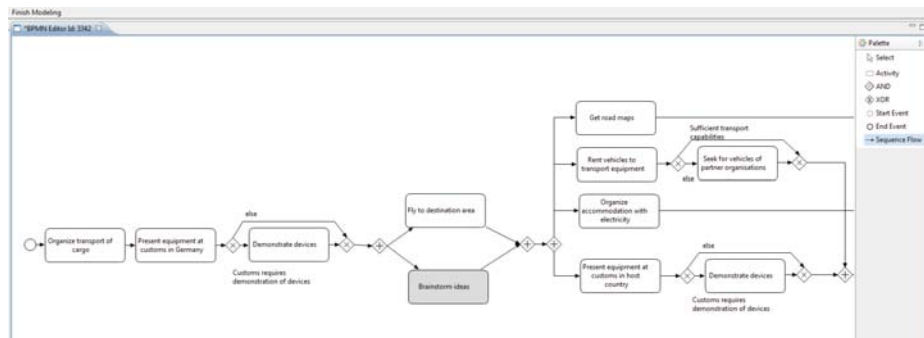 Finish Modeling
*BPMN Editor Id: 3342
Palette
Select
Activity
AND
XOR
Start Event
End Event
Sequence Flow
Organize transport of
cargo
Present equipment at
customs in Germany
else
Demonstrate devices
Customs requires
demonstration of devices
Fly to destination area
Brainstorm ideas
Get road maps
Rent vehicles to
transport equipment
Sufficient transport
capabilities
else
Seek for vehicles of
partner organisations
Organize
accommodation with
electricity
Present equipment at
customs in host
country
else
Demonstrate devices
Customs requires
demonstration of devices